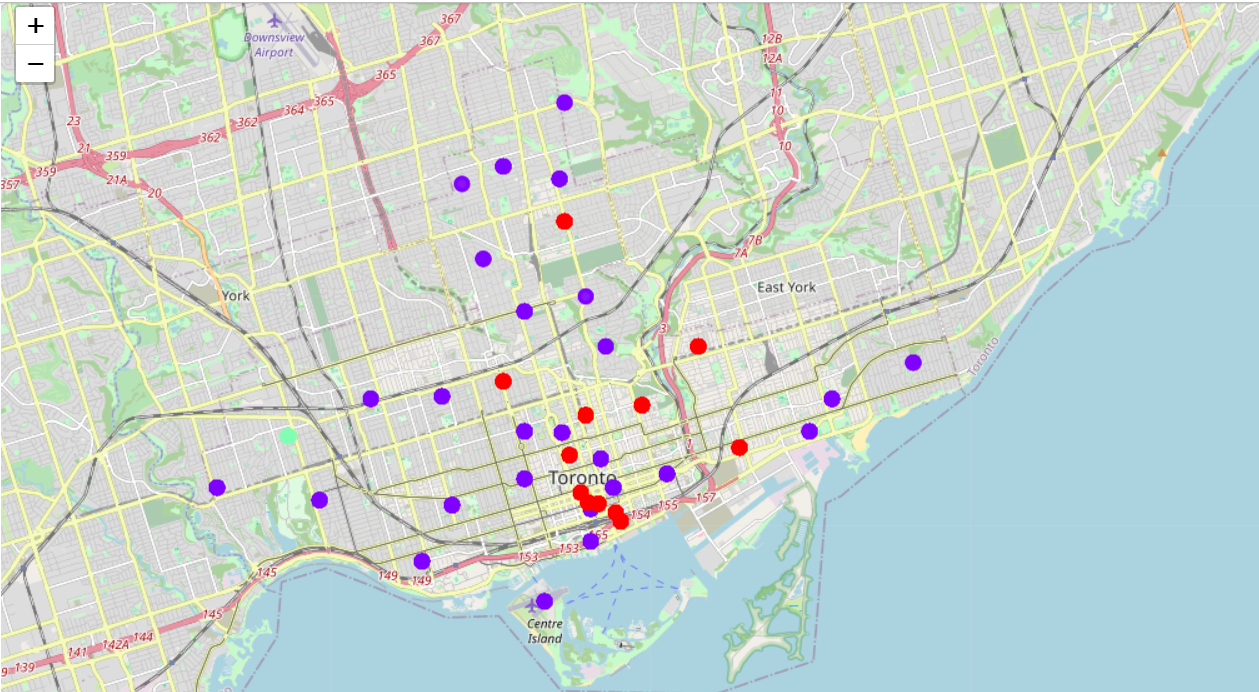 +
−
Downsview
Airport
367
367
365
365
364
362
362
23
21
359
359
357
21A
20
12B
12A
11
10
10
7B
7A
York
East York
3
1
Toronto
Toronto
157
155
154
155
153
153
149
149
145
145
144
142A
141
139
9
Centre
Island